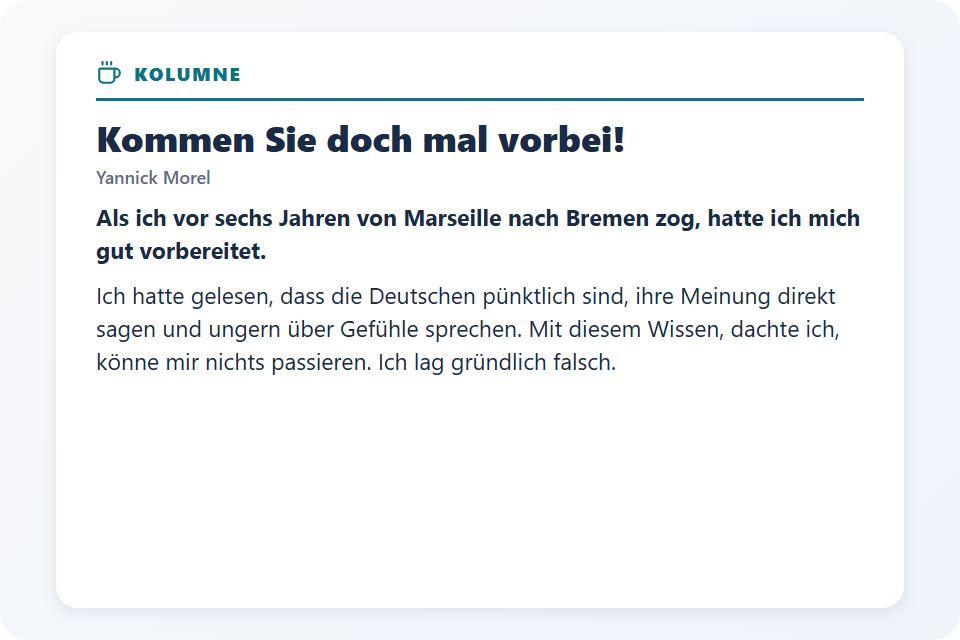 KOLUMNE
Kommen Sie doch mal vorbei!
Yannick Morel
Als ich vor sechs Jahren von Marseille nach Bremen zog, hatte ich mich
gut vorbereitet.
Ich hatte gelesen, dass die Deutschen pünktlich sind, ihre Meinung direkt
sagen und ungern über Gefühle sprechen. Mit diesem Wissen, dachte ich,
könne mir nichts passieren. Ich lag gründlich falsch.